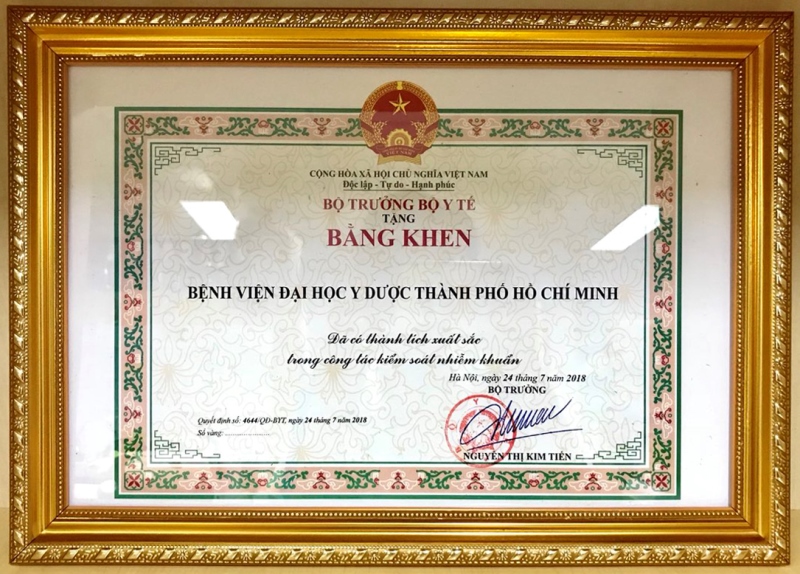 CỘNG HÒA XÃ HỘI CHỦ NGHĨA VIỆT NAM
Độc lập - Tự do - Hạnh phúc
BỘ TRƯỞNG BỘ Y TẾ
TẶNG
BẰNG KHEN
BỆNH VIỆN ĐẠI HỌC Y DƯỢC THÀNH PHỐ HỒ CHÍ MINH
Đã có thành tích xuất sắc
trong công tác kiểm soát nhiễm khuẩn
Hà Nội, ngày 24 tháng 7 năm 2018
BỘ TRƯỞNG
Quyết định số: 4644/QĐ-BYT, ngày 24 tháng 7 năm 2018
Số vàng: ......................
NGUYỄN THỊ KIM TIẾN